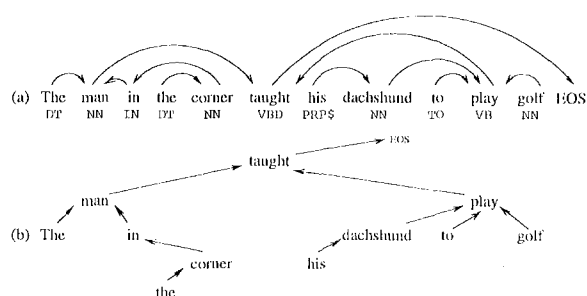 (a) The man in the corner taught his dachshund to play golf EOS
DT NN IN DT NN VBD PRP$ NN TO VB NN
EOS
taught
man play
(b) The in dachshund to golf
corner his
the